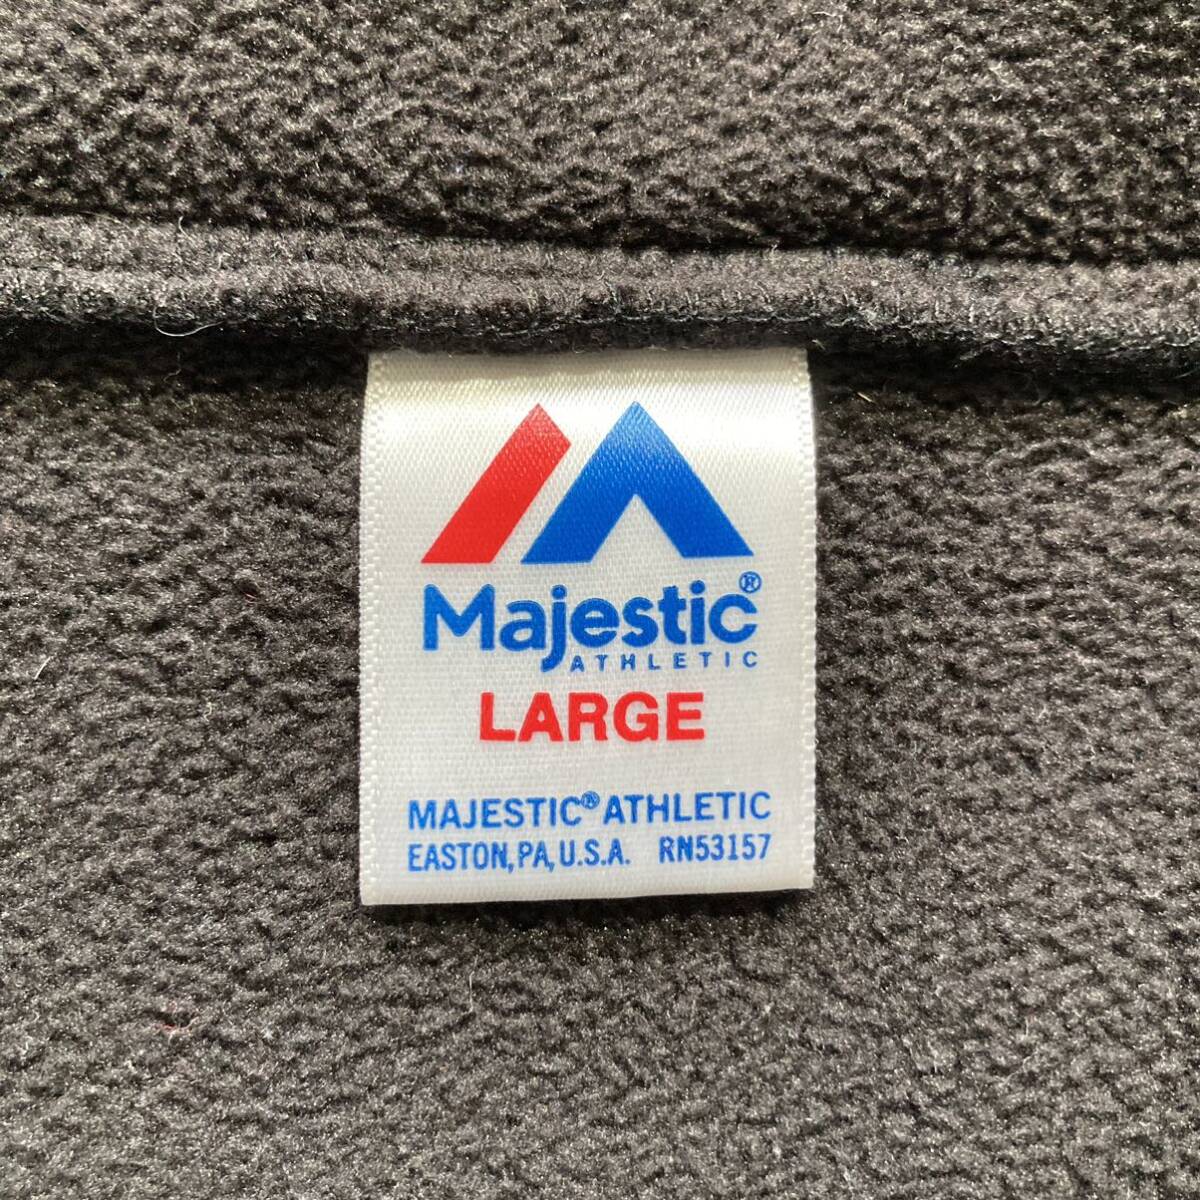 Majestic®
ATHLETIC
LARGE
MAJESTIC® ATHLETIC
EASTON, PA, U.S.A. RN53157